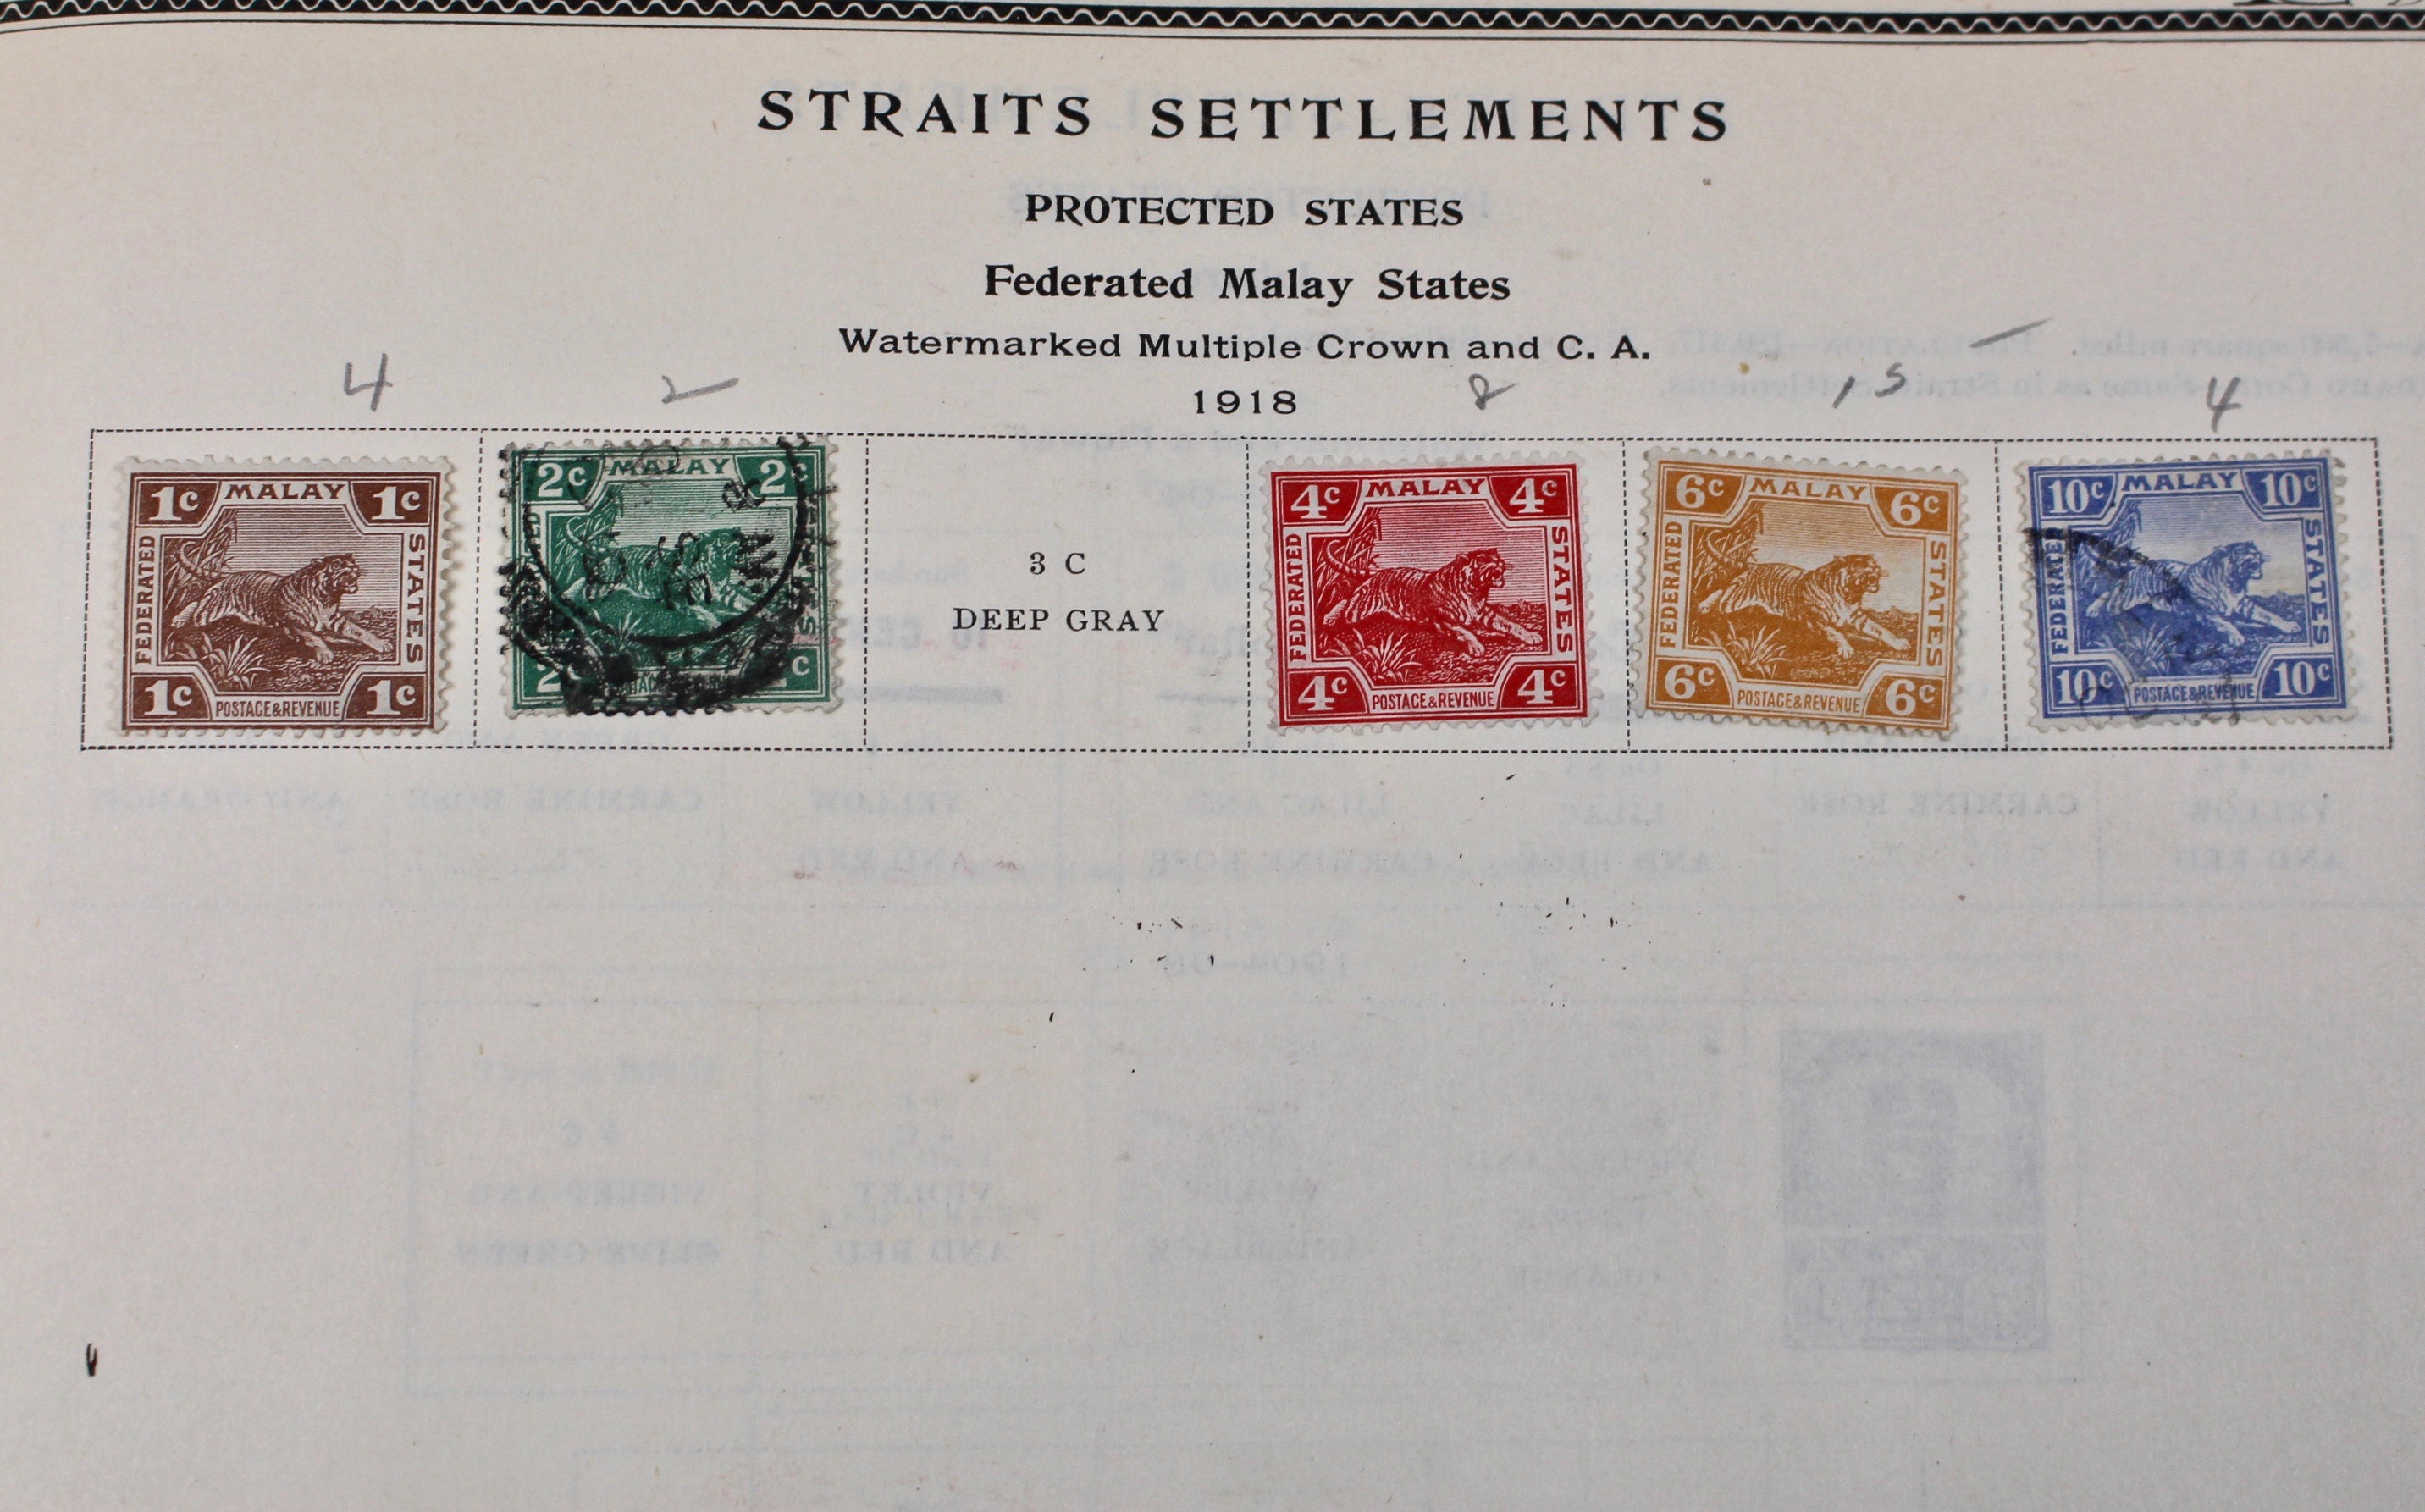 STRAITS SETTLEMENTS
PROTECTED STATES
Federated Malay States
Watermarked Multiple Crown and C. A.
1918
4 2 8 15 4
1c MALAY 1c
FEDERATED STATES
1c POSTAGE & REVENUE 1c
2c MALAY 2c
3 C
DEEP GRAY
4c MALAY 4c
FEDERATED STATES
4c POSTAGE & REVENUE 4c
6c MALAY 6c
FEDERATED STATES
6c POSTAGE & REVENUE 6c
10c MALAY 10c
FEDERATED STATES
10c POSTAGE & REVENUE 10c